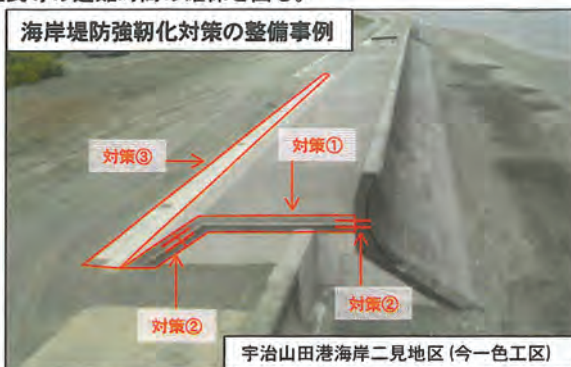 海岸堤防強靭化対策の整備事例
対策③
対策①
対策②
対策②
宇治山田港海岸二見地区(今一色工区)